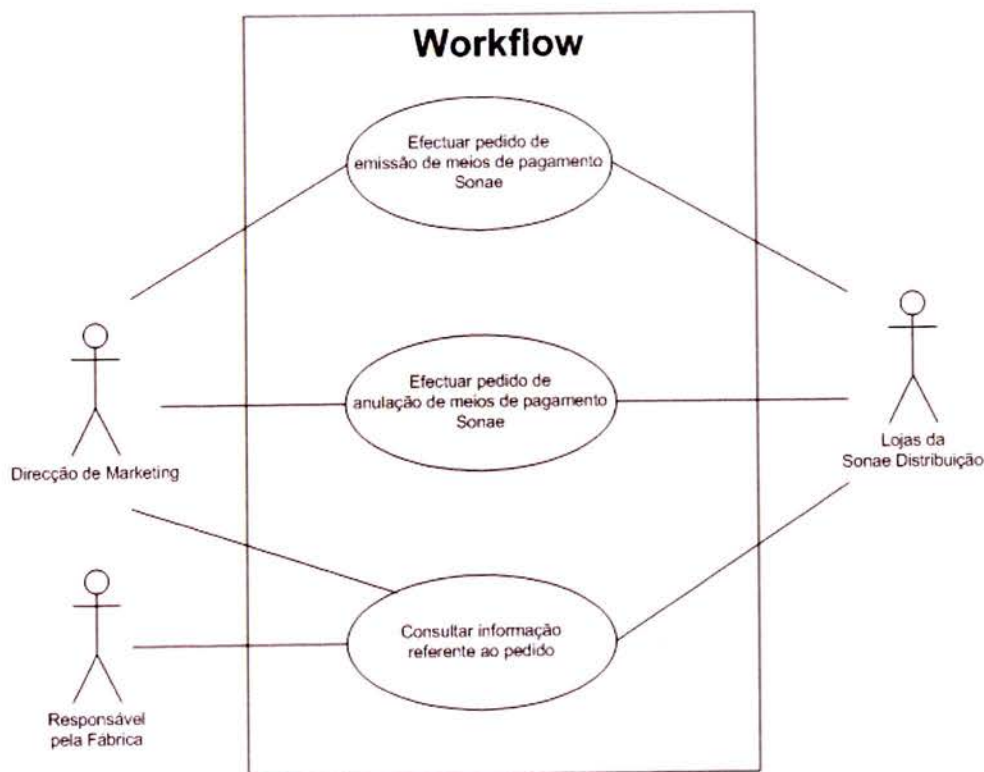 Workflow
Efectuar pedido de
emissão de meios de pagamento
Sonae
Efectuar pedido de
anulação de meios de pagamento
Sonae
Direcção de Marketing
Lojas da
Sonae Distribuição
Consultar informação
referente ao pedido
Responsável
pela Fábrica